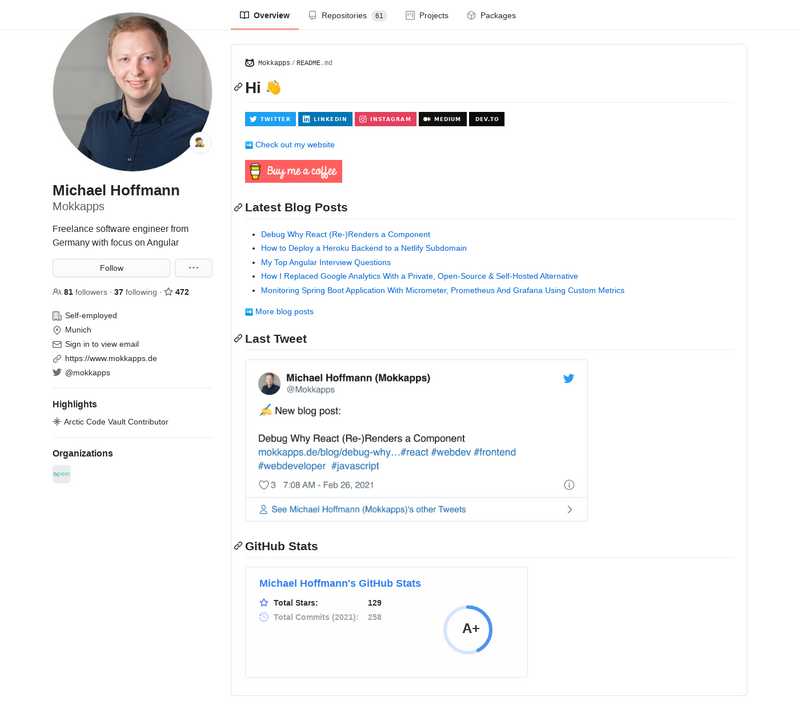 Overview
Repositories 61
Projects
Packages
Michael Hoffmann
Mokkapps
Freelance software engineer from
Germany with focus on Angular
Follow
81 followers · 37 following · 472
Self-employed
Munich
Sign in to view email
https://www.mokkapps.de
@mokkapps
Highlights
Arctic Code Vault Contributor
Organizations
Mokkapps/README.md
Hi 👋
TWITTER
LINKEDIN
INSTAGRAM
MEDIUM
DEV.TO
➡️ Check out my website
Buy me a coffee
Latest Blog Posts
• Debug Why React (Re-)Renders a Component
• How to Deploy a Heroku Backend to a Netlify Subdomain
• My Top Angular Interview Questions
• How I Replaced Google Analytics With a Private, Open-Source & Self-Hosted Alternative
• Monitoring Spring Boot Application With Micrometer, Prometheus And Grafana Using Custom Metrics
➡️ More blog posts
Last Tweet
Michael Hoffmann (Mokkapps)
@Mokkapps
✍️ New blog post:
Debug Why React (Re-)Renders a Component
mokkapps.de/blog/debug-why…#react #webdev #frontend
#webdeveloper #javascript
3 7:08 AM - Feb 26, 2021
See Michael Hoffmann (Mokkapps)'s other Tweets
GitHub Stats
Michael Hoffmann's GitHub Stats
Total Stars: 129
Total Commits (2021): 258
A+